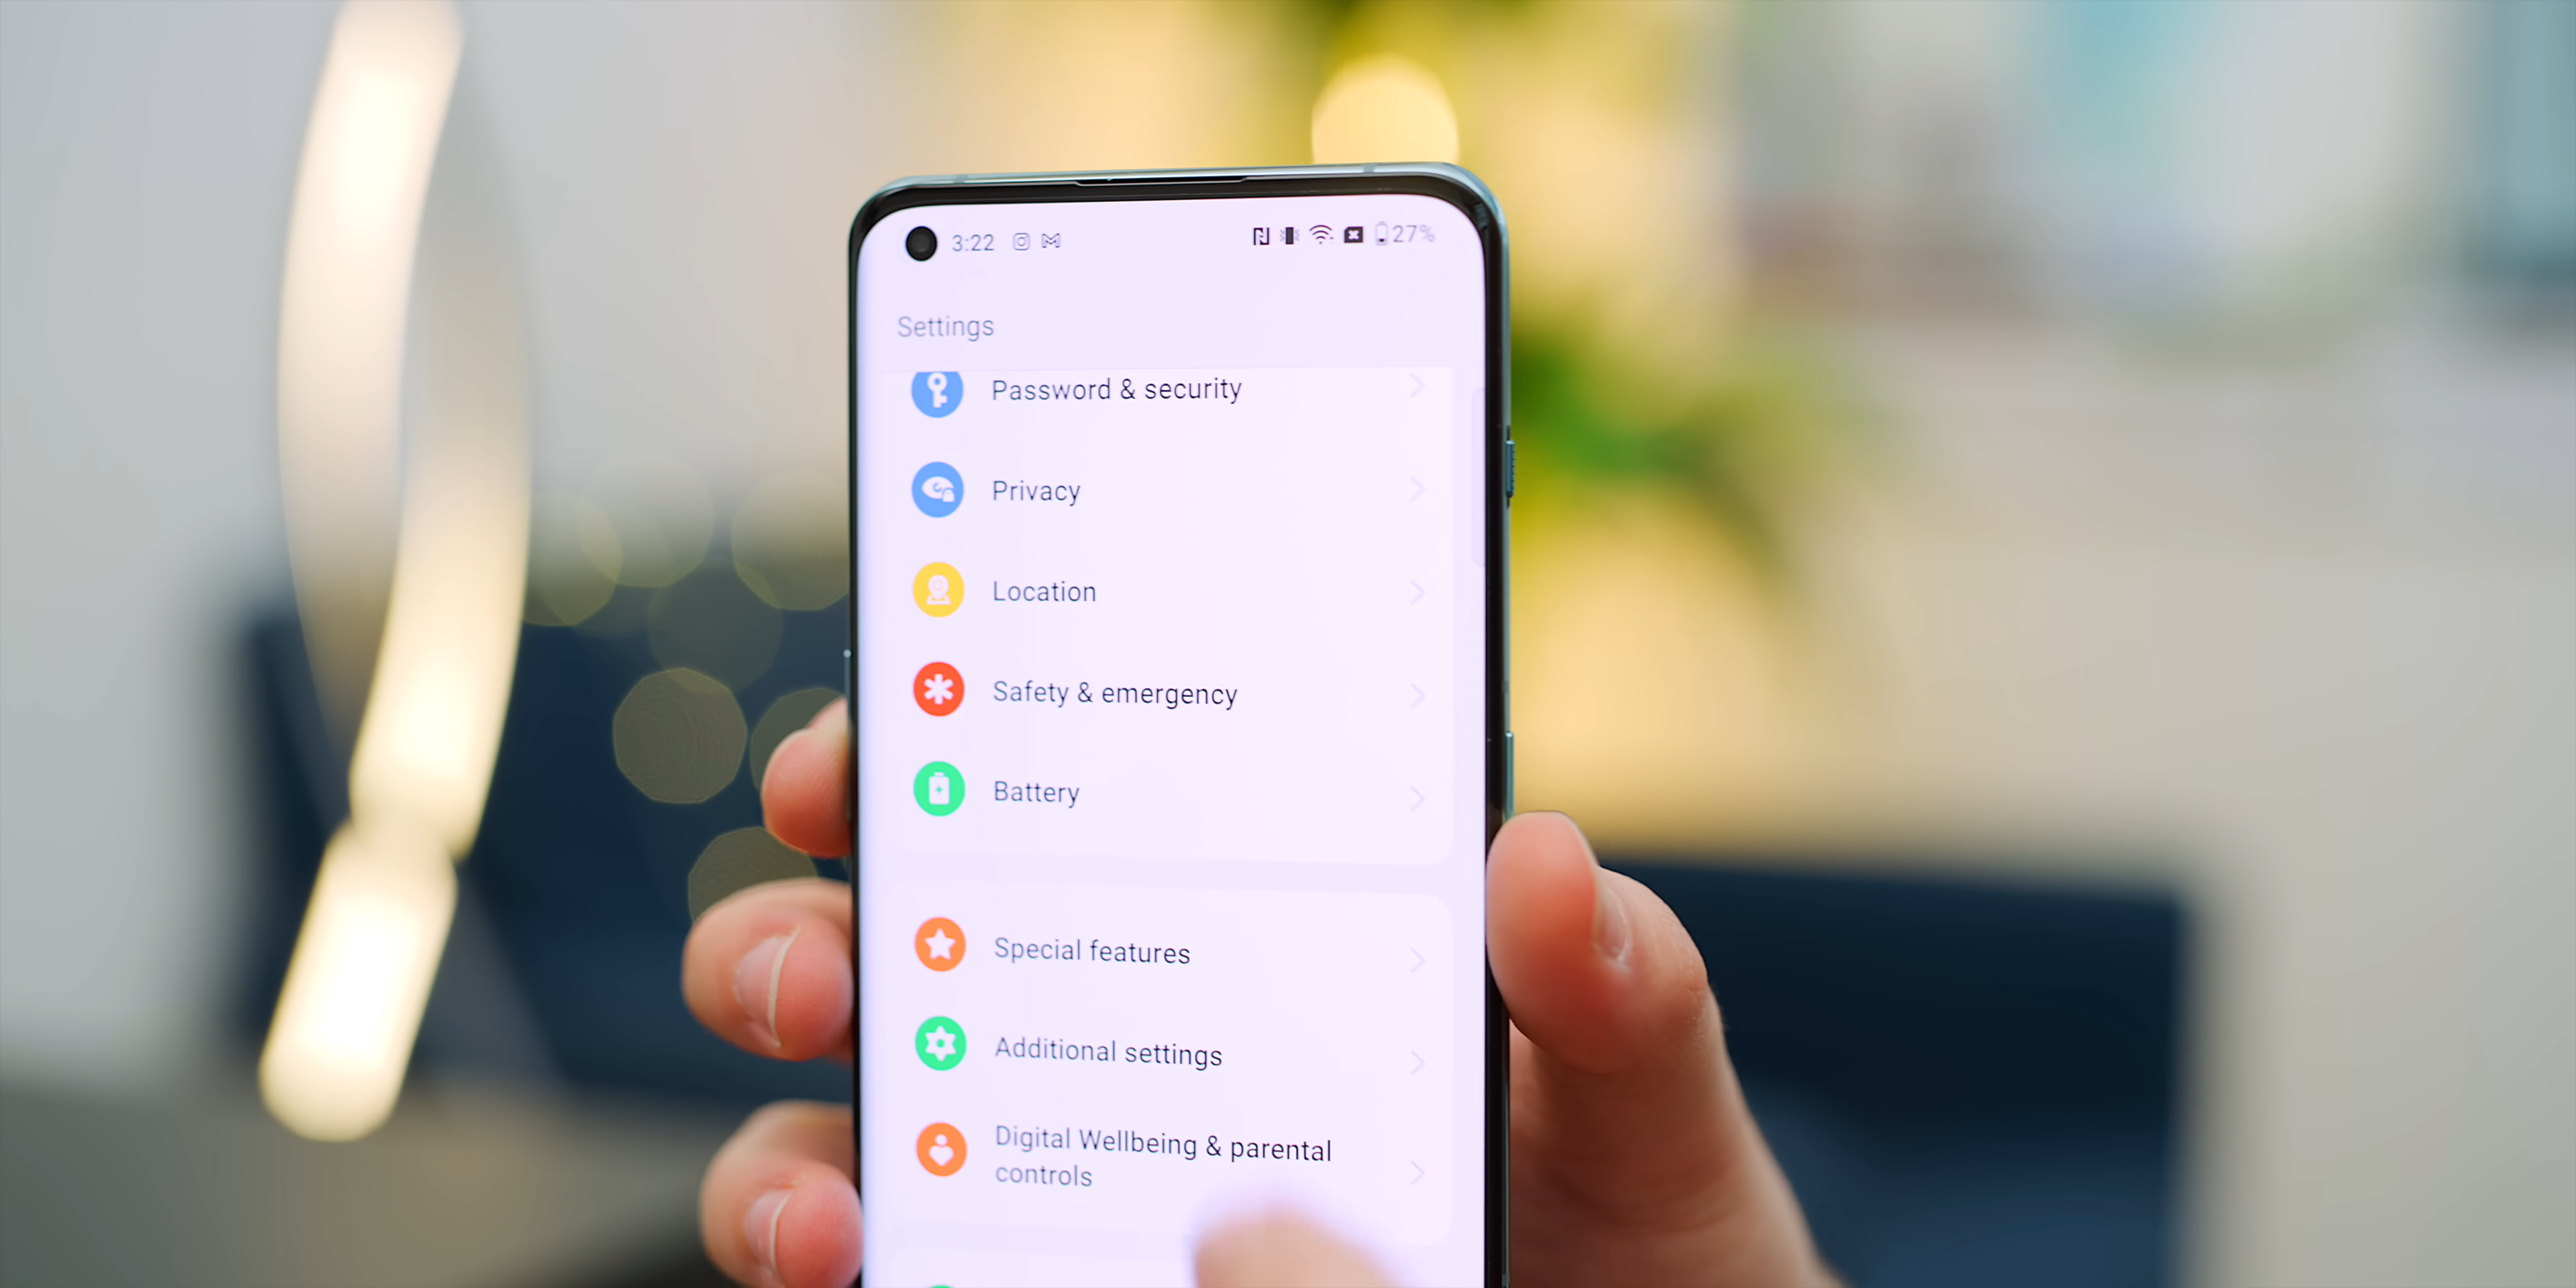 3:22 27%
Settings
Password & security
Privacy
Location
Safety & emergency
Battery
Special features
Additional settings
Digital Wellbeing & parental
controls